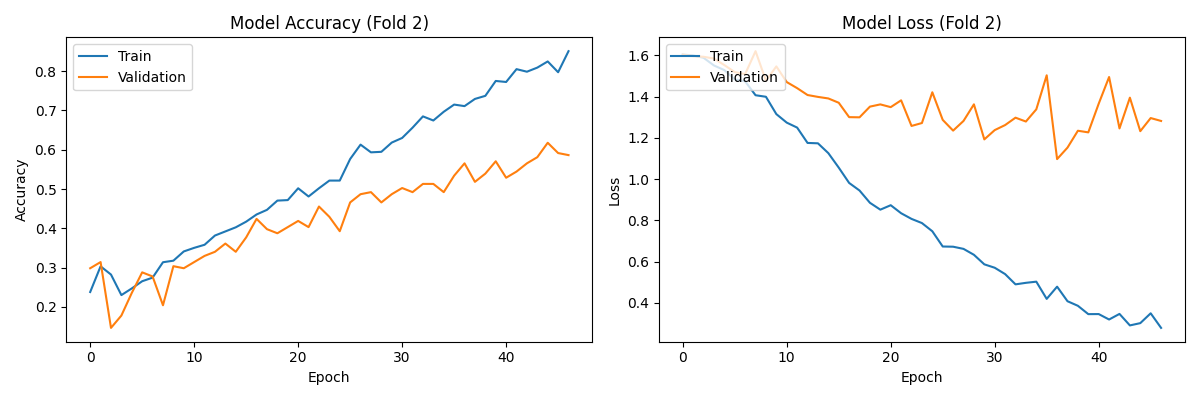 Model Accuracy (Fold 2)
Train
Validation
Accuracy
0.8
0.7
0.6
0.5
0.4
0.3
0.2
0
10
20
30
40
Epoch
Model Loss (Fold 2)
Train
Validation
Loss
1.6
1.4
1.2
1.0
0.8
0.6
0.4
0
10
20
30
40
Epoch